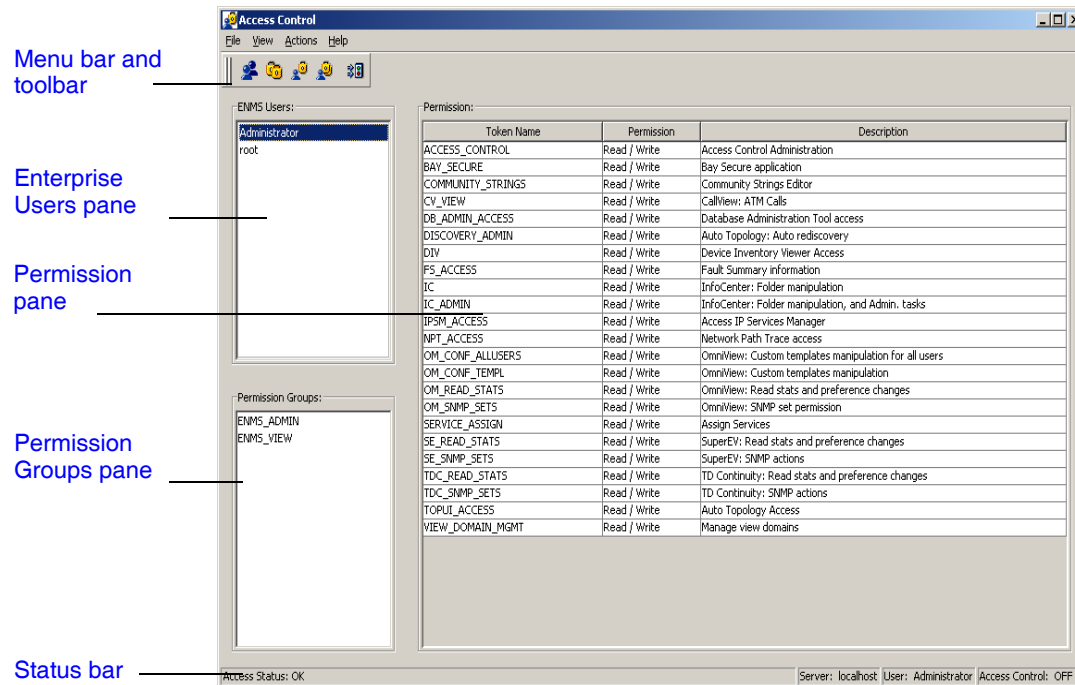 Access Control
File View Actions Help
Menu bar and
toolbar
ENMS Users:
Administrator
root
Enterprise
Users pane
Permission
pane
Permission Groups:
ENMS_ADMIN
ENMS_VIEW
Permission
Groups pane
Permission:
Token Name Permission Description
ACCESS_CONTROL Read / Write Access Control Administration
BAY_SECURE Read / Write Bay Secure application
COMMUNITY_STRINGS Read / Write Community Strings Editor
CV_VIEW Read / Write CallView: ATM Calls
DB_ADMIN_ACCESS Read / Write Database Administration Tool access
DISCOVERY_ADMIN Read / Write Auto Topology: Auto rediscovery
DIV Read / Write Device Inventory Viewer Access
FS_ACCESS Read / Write Fault Summary information
IC Read / Write InfoCenter: Folder manipulation
IC_ADMIN Read / Write InfoCenter: Folder manipulation, and Admin. tasks
IPSM_ACCESS Read / Write Access IP Services Manager
NPT_ACCESS Read / Write Network Path Trace access
OM_CONF_ALLUSERS Read / Write OmniView: Custom templates manipulation for all users
OM_CONF_TEMPL Read / Write OmniView: Custom templates manipulation
OM_READ_STATS Read / Write OmniView: Read stats and preference changes
OM_SNMP_SETS Read / Write OmniView: SNMP set permission
SERVICE_ASSIGN Read / Write Assign Services
SE_READ_STATS Read / Write SuperEV: Read stats and preference changes
SE_SNMP_SETS Read / Write SuperEV: SNMP actions
TDC_READ_STATS Read / Write TD Continuity: Read stats and preference changes
TDC_SNMP_SETS Read / Write TD Continuity: SNMP actions
TOPUI_ACCESS Read / Write Auto Topology Access
VIEW_DOMAIN_MGMT Read / Write Manage view domains
Status bar
Access Status: OK Server: localhost User: Administrator Access Control: OFF